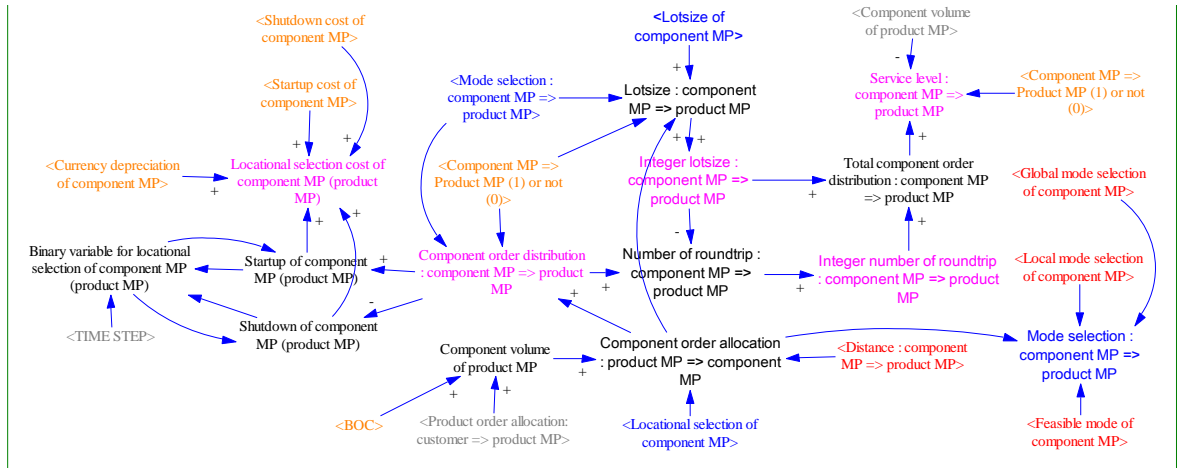 <Shutdown cost of
component MP>
<Startup cost of
component MP>
<Currency depreciation
of component MP>
Locational selection cost of
component MP (product
MP)
Binary variable for locational
selection of component MP
(product MP)
Startup of component
MP (product MP)
Shutdown of component
MP (product MP)
<TIME STEP>
<Mode selection :
component MP =>
product MP>
<Component MP =>
Product MP (1) or not
(0)>
Component order distribution
: component MP => product
MP
Component volume
of product MP
<BOC>
<Product order allocation:
customer => product MP>
<Lotsize of
component MP>
Lotsize : component
MP => product MP
Integer lotsize :
component MP =>
product MP
Number of roundtrip :
component MP =>
product MP
Component order allocation
: product MP => component
MP
<Locational selection of
component MP>
<Component volume
of product MP>
Service level :
component MP =>
product MP
<Component MP =>
Product MP (1) or not
(0)>
Total component order
distribution : component MP
=> product MP
Integer number of roundtrip
: component MP => product
MP
<Distance : component
MP => product MP>
<Global mode selection
of component MP>
<Local mode selection
of component MP>
Mode selection :
component MP =>
product MP
<Feasible mode of
component MP>